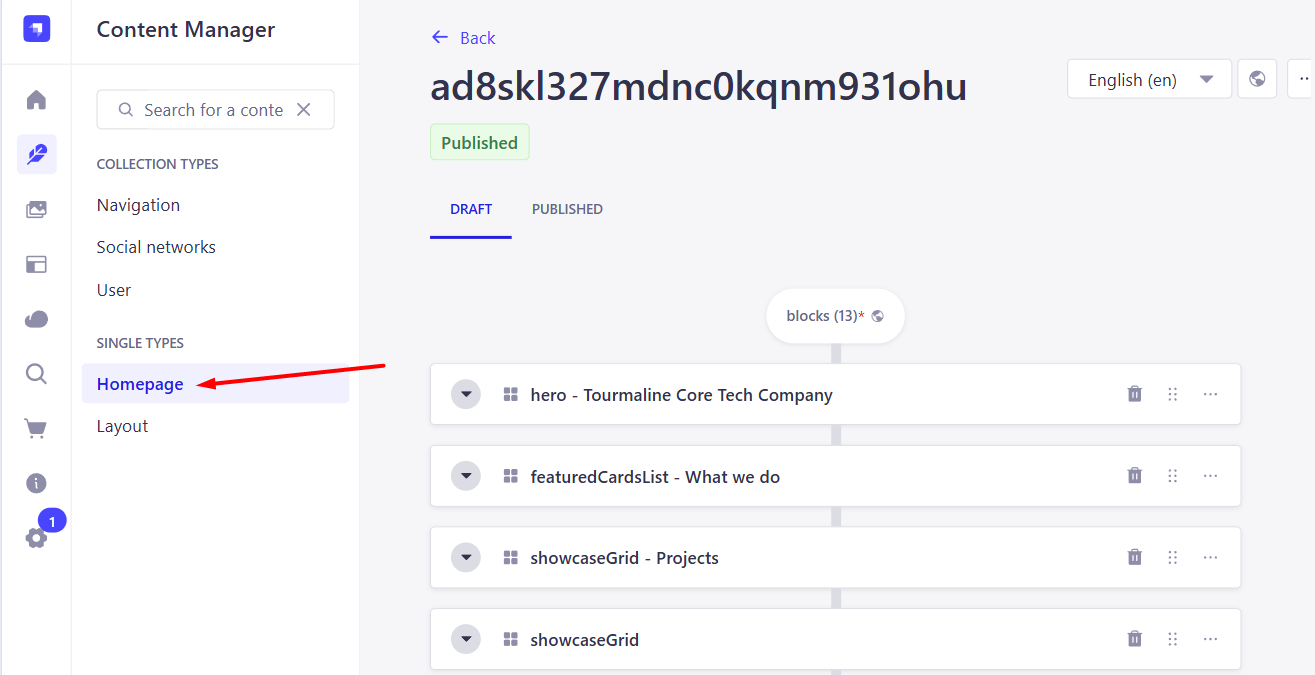 Content Manager
Search for a conte
COLLECTION TYPES
Navigation
Social networks
User
SINGLE TYPES
Homepage
Layout
1
Back
ad8skl327mdnc0kqnm931ohu
English (en)
Published
DRAFT
PUBLISHED
blocks (13)*
hero - Tourmaline Core Tech Company
featuredCardsList - What we do
showcaseGrid - Projects
showcaseGrid